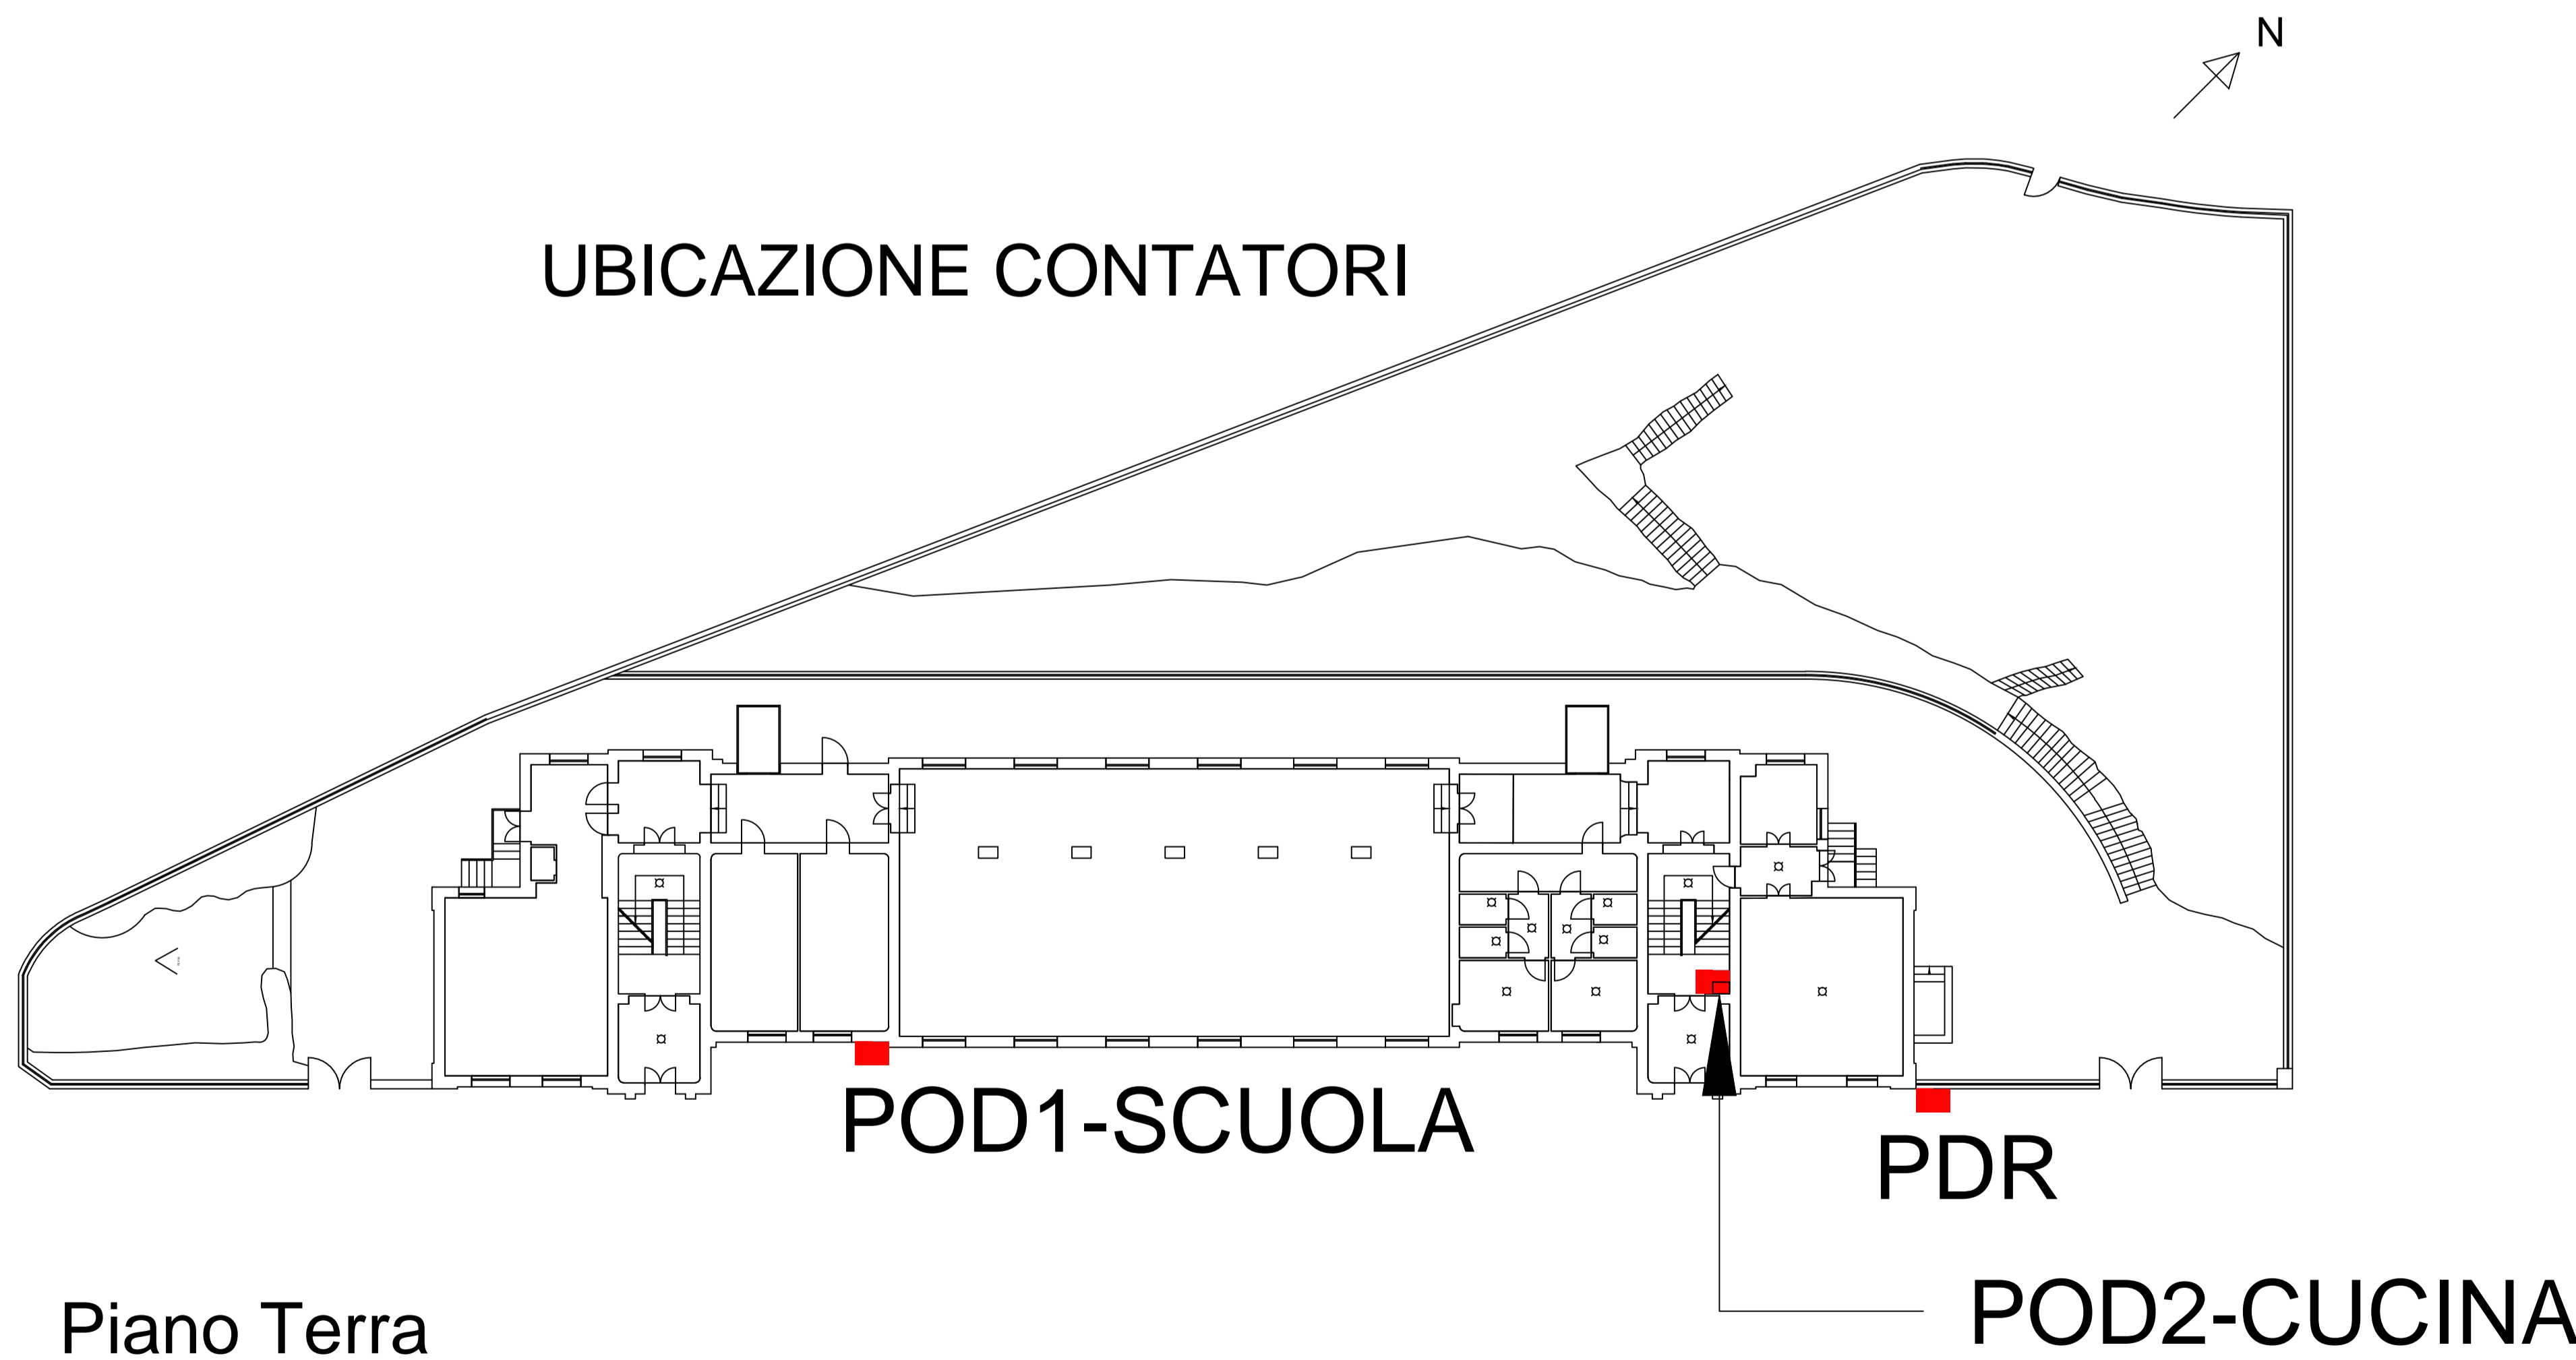 N
UBICAZIONE CONTATORI
POD1-SCUOLA
PDR
POD2-CUCINA
Piano Terra